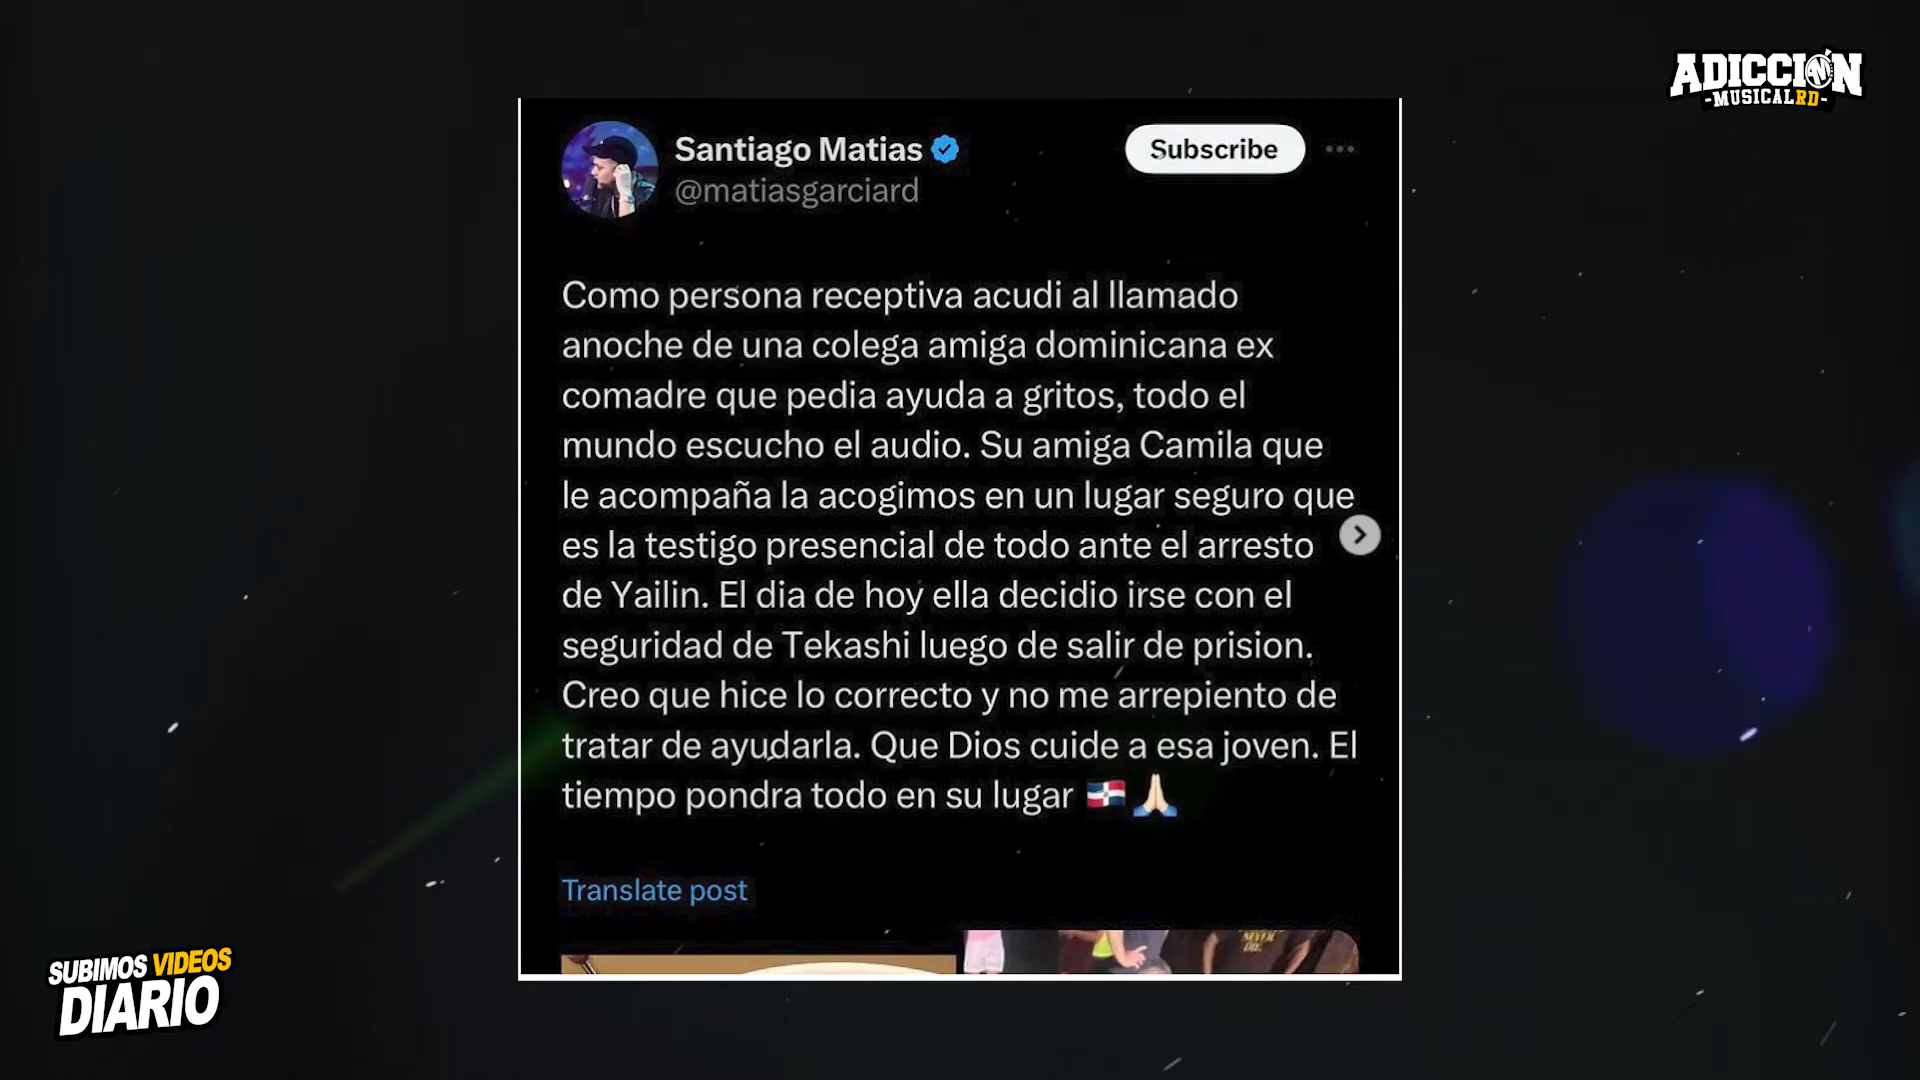 ADICCIÓN
-MUSICALRD-
Santiago Matias
Subscribe
@matiasgarciard
Como persona receptiva acudi al llamado
anoche de una colega amiga dominicana ex
comadre que pedia ayuda a gritos, todo el
mundo escucho el audio. Su amiga Camila que
le acompaña la acogimos en un lugar seguro que
es la testigo presencial de todo ante el arresto
de Yailin. El dia de hoy ella decidio irse con el
seguridad de Tekashi luego de salir de prision.
Creo que hice lo correcto y no me arrepiento de
tratar de ayudarla. Que Dios cuide a esa joven. El
tiempo pondra todo en su lugar 🇩🇴🙏🏻
Translate post
NEVER
DIE.
SUBIMOS VIDEOS
DIARIO